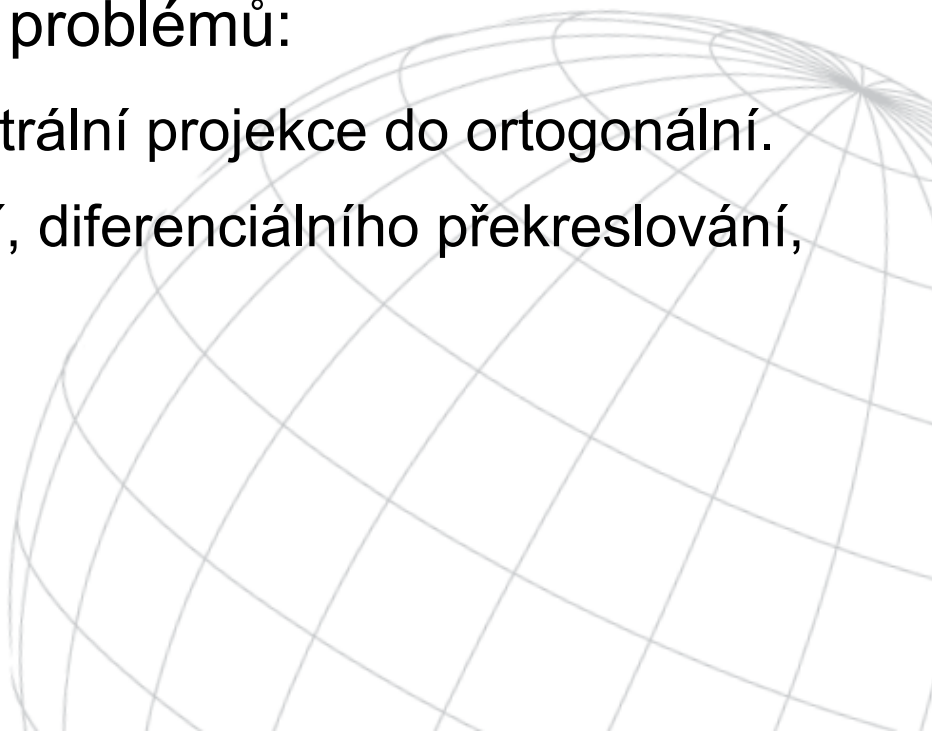 problémů:
trální projekce do ortogonální.
, diferenciálního překreslování,